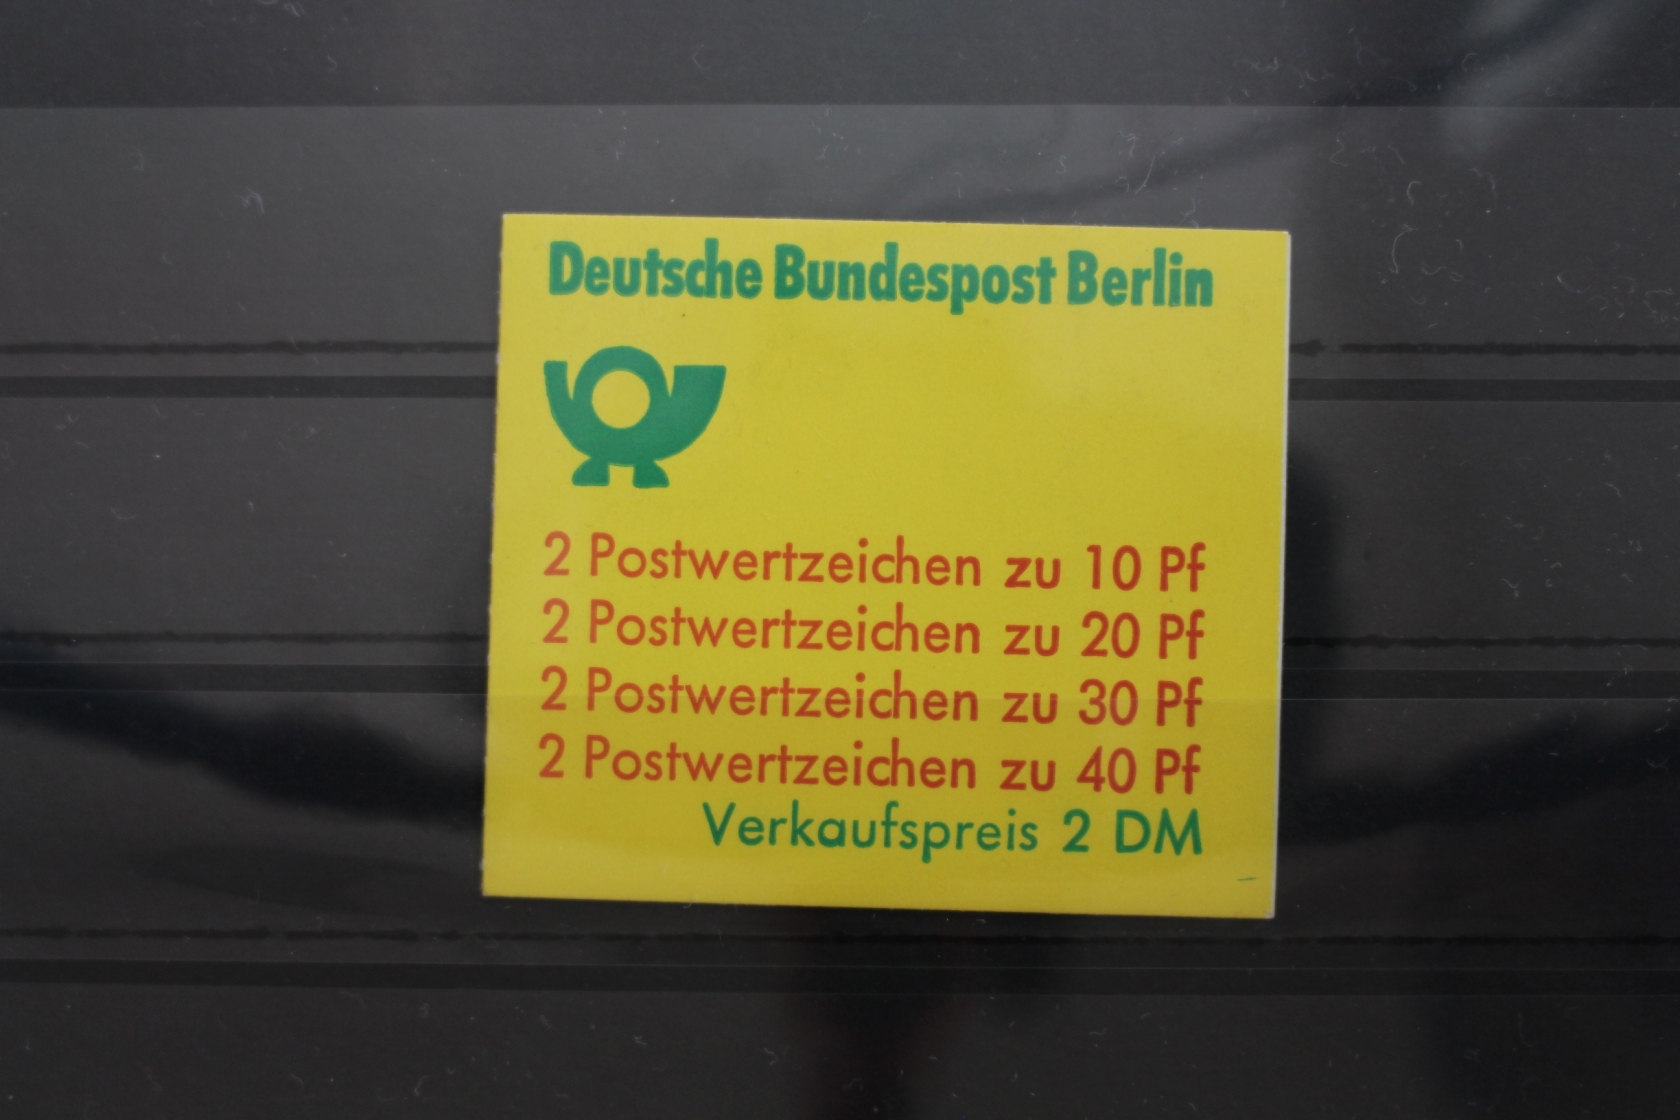 Deutsche Bundespost Berlin
2 Postwertzeichen zu 10 Pf
2 Postwertzeichen zu 20 Pf
2 Postwertzeichen zu 30 Pf
2 Postwertzeichen zu 40 Pf
Verkaufspreis 2 DM